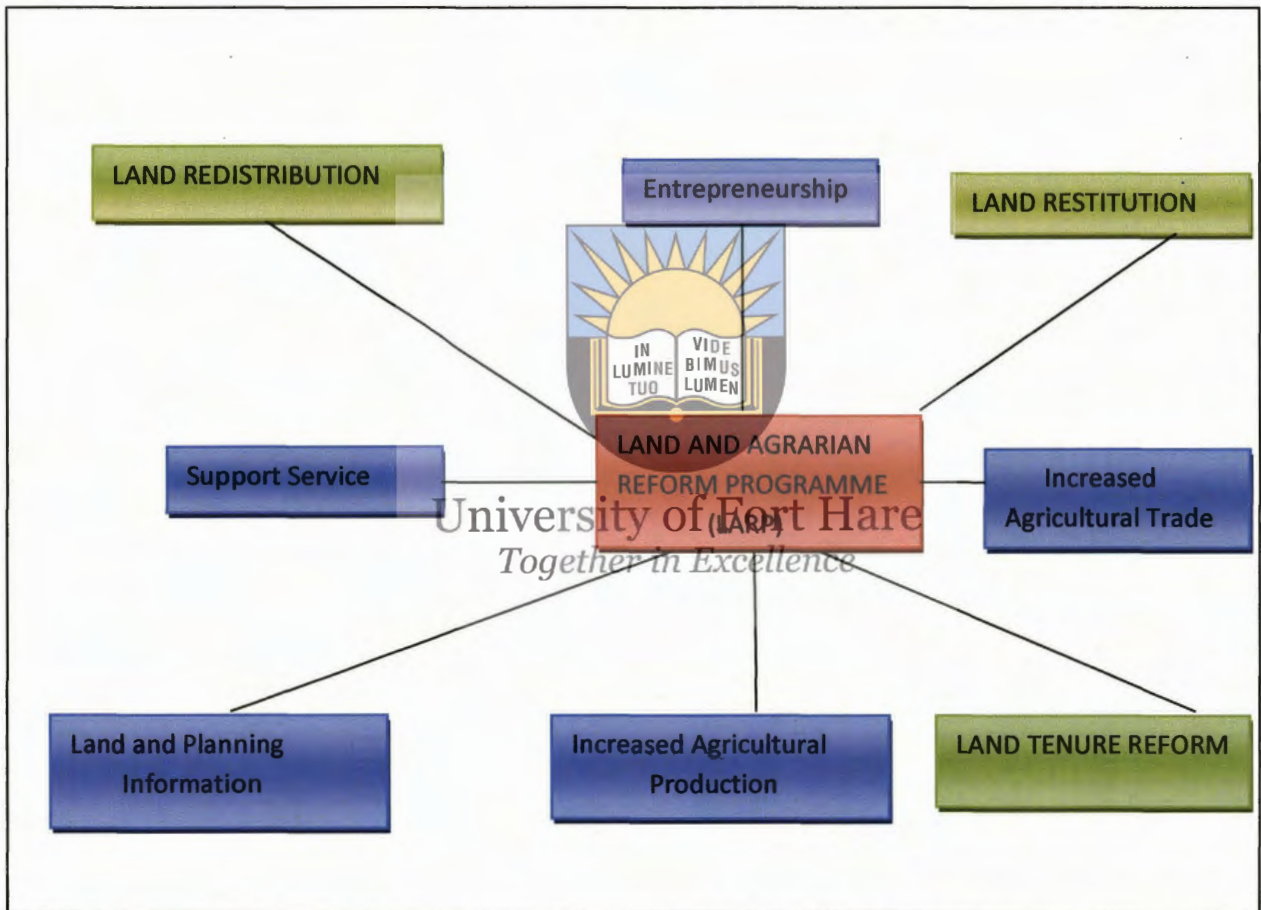 LAND REDISTRIBUTION
Entrepreneurship
LAND RESTITUTION
IN
LUMINE
TUO
VIDE
BIMUS
LUMEN
Support Service
LAND AND AGRARIAN
REFORM PROGRAMME
(LARP)
Increased
Agricultural Trade
University of Fort Hare
Together in Excellence
Land and Planning
Information
Increased Agricultural
Production
LAND TENURE REFORM